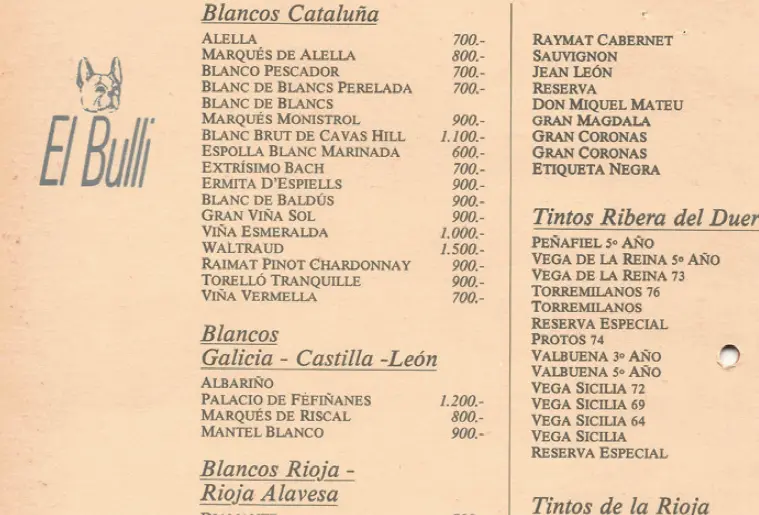 El Bulli
Blancos Cataluña
ALELLA 700.-
MARQUÉS DE ALELLA 800.-
BLANCO PESCADOR 700.-
BLANC DE BLANCS PERELADA 700.-
BLANC DE BLANCS
MARQUÉS MONISTROL 900.-
BLANC BRUT DE CAVAS HILL 1.100.-
ESPOLLA BLANC MARINADA 600.-
EXTRÍSIMO BACH 700.-
ERMITA D'ESPIELLS 900.-
BLANC DE BALDÚS 900.-
GRAN VIÑA SOL 900.-
VIÑA ESMERALDA 1.000.-
WALTRAUD 1.500.-
RAIMAT PINOT CHARDONNAY 900.-
TORELLÓ TRANQUILLE 900.-
VIÑA VERMELLA 700.-
Blancos
Galicia - Castilla -León
ALBARIÑO
PALACIO DE FÉFIÑANES 1.200.-
MARQUÉS DE RISCAL 800.-
MANTEL BLANCO 900.-
Blancos Rioja -
Rioja Alavesa
RAYMAT CABERNET
SAUVIGNON
JEAN LEÓN
RESERVA
DON MIQUEL MATEU
GRAN MAGDALA
GRAN CORONAS
GRAN CORONAS
ETIQUETA NEGRA
Tintos Ribera del Duer
PEÑAFIEL 5º AÑO
VEGA DE LA REINA 5º AÑO
VEGA DE LA REINA 73
TORREMILANOS 76
TORREMILANOS
RESERVA ESPECIAL
PROTOS 74
VALBUENA 3º AÑO
VALBUENA 5º AÑO
VEGA SICILIA 72
VEGA SICILIA 69
VEGA SICILIA 64
VEGA SICILIA
RESERVA ESPECIAL
Tintos de la Rioja